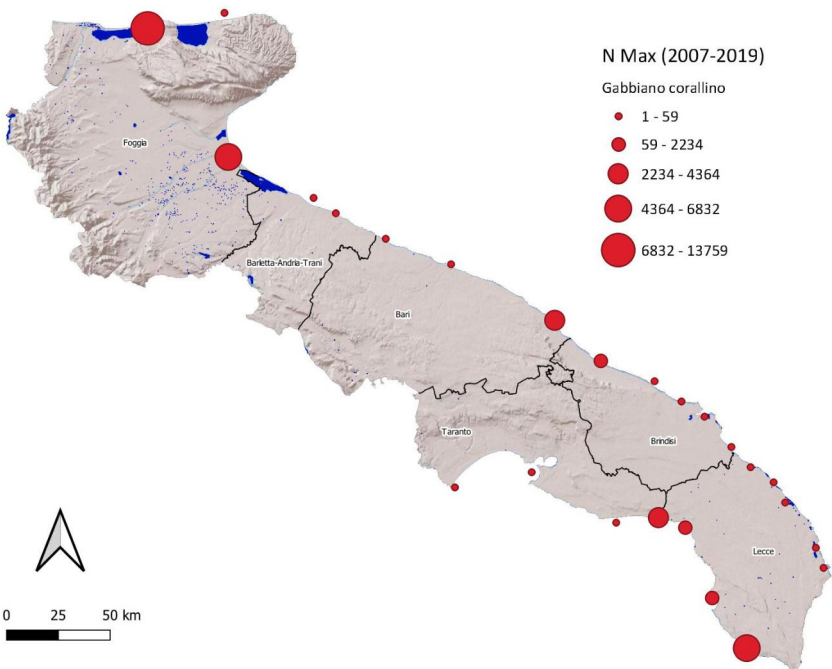 N Max (2007-2019)
Gabbiano corallino
1 - 59
59 - 2234
2234 - 4364
4364 - 6832
6832 - 13759
Foggia
Barletta-Andria-Trani
Bari
Taranto
Brindisi
Lecce
0 25 50 km